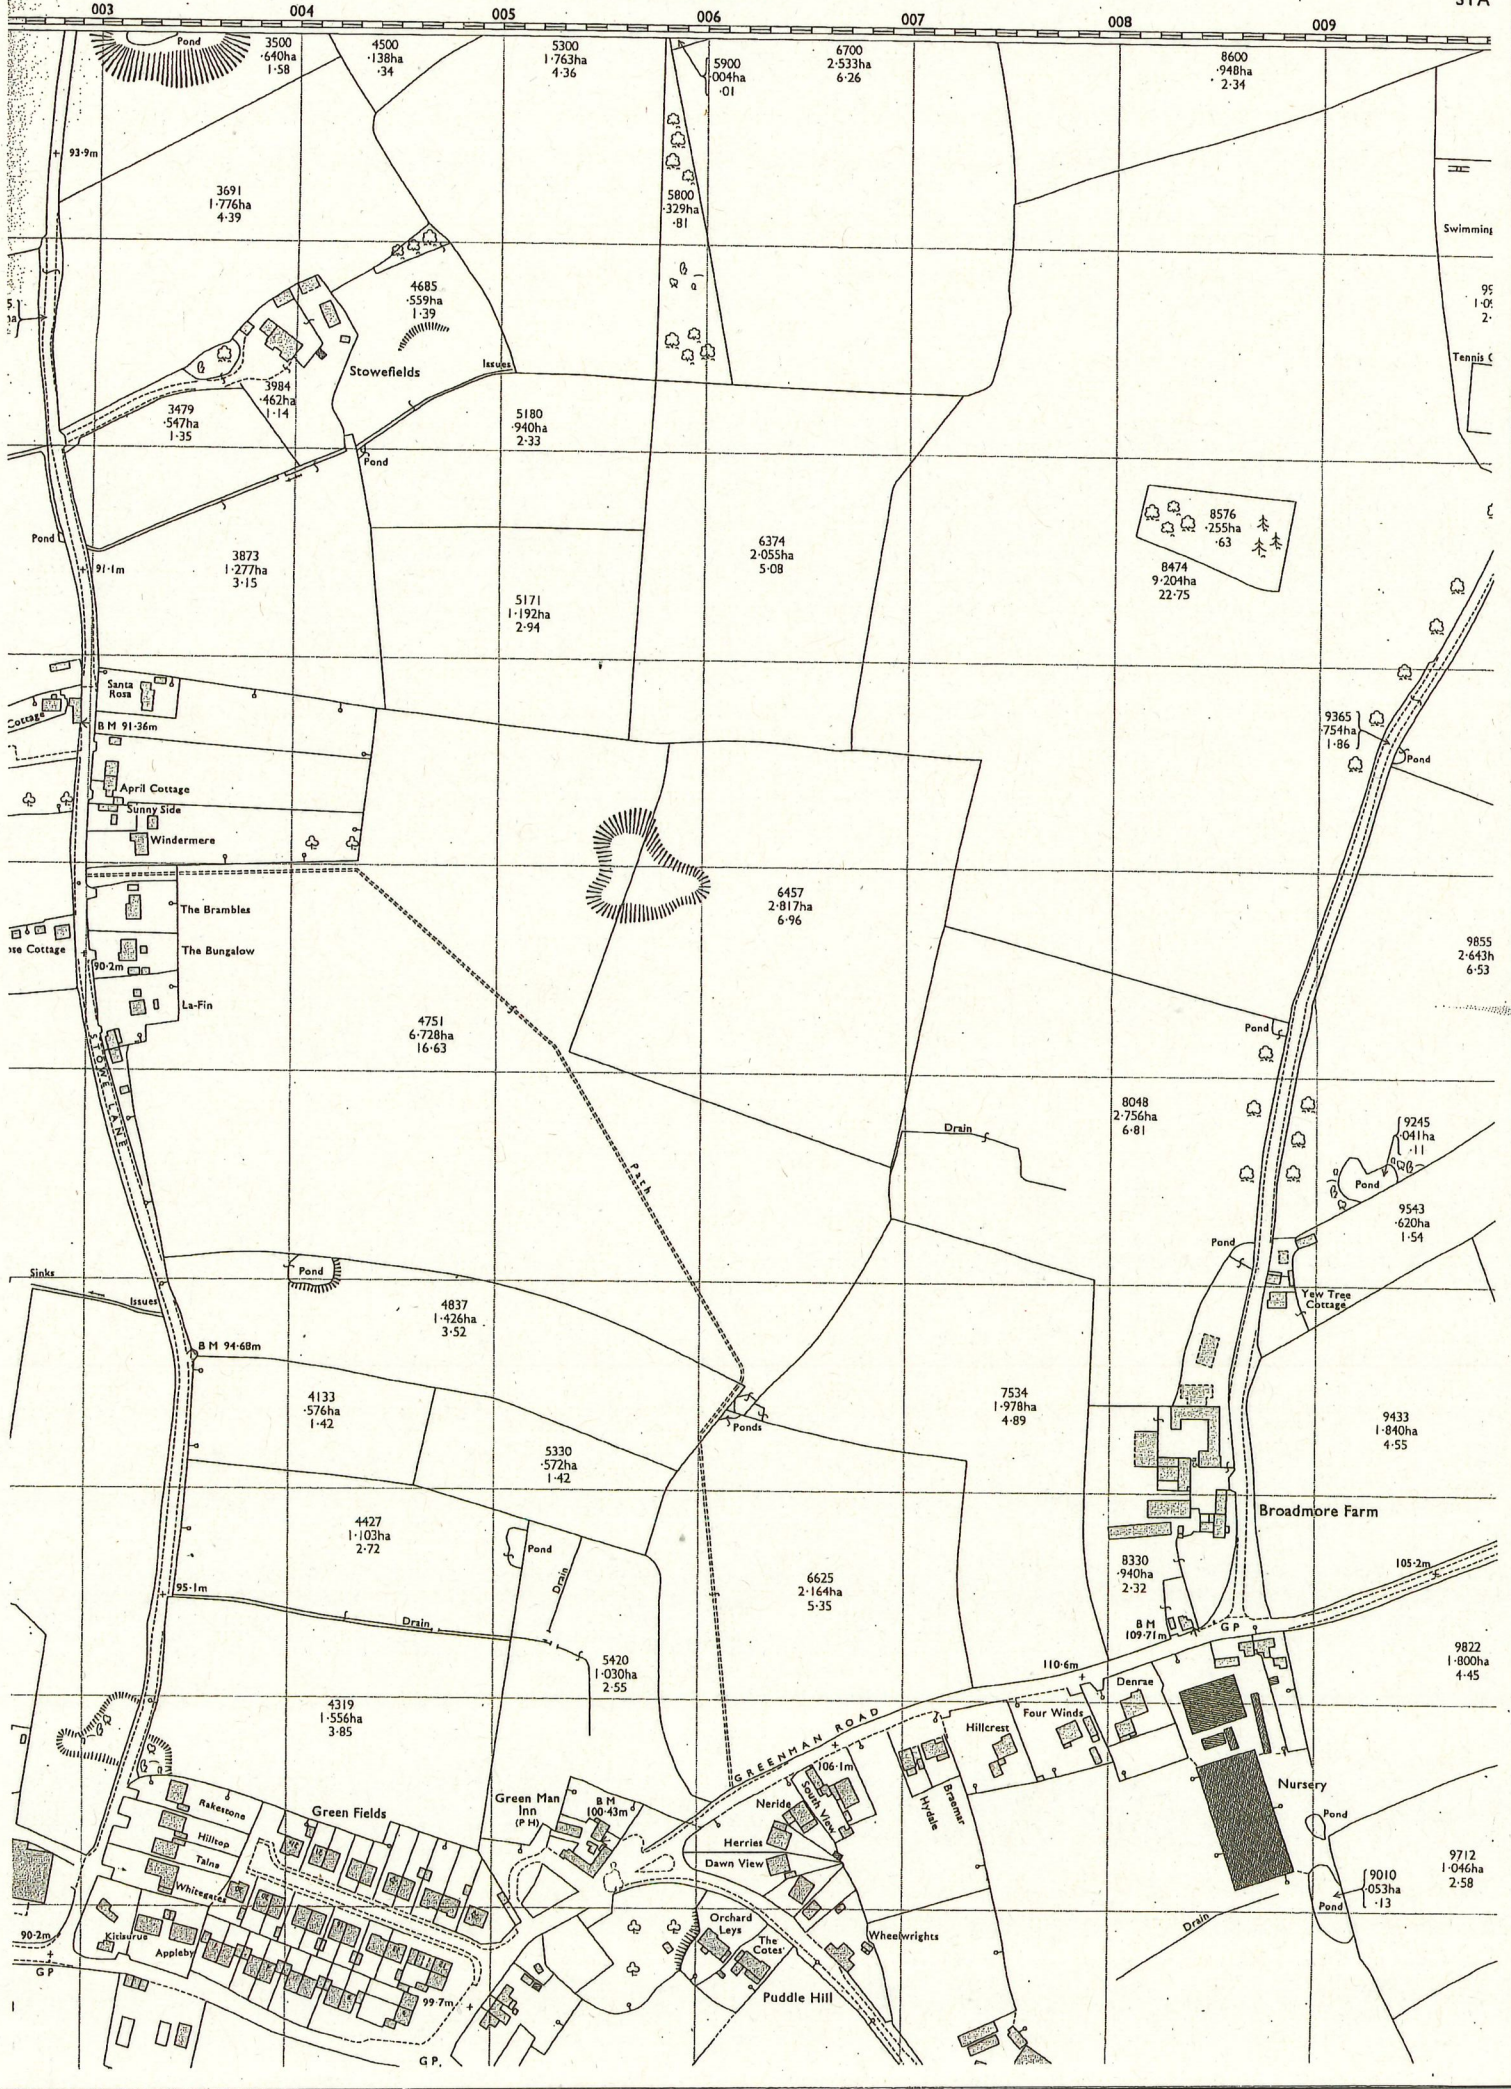 003
004
005
006
007
008
009
Pond
3500
·640ha
1·58
4500
·138ha
·34
5300
1·763ha
4·36
5900
·004ha
·01
6700
2·533ha
6·26
8600
·948ha
2·34
93·9m
3691
1·776ha
4·39
5800
·329ha
·81
Swimming
4685
·559ha
1·39
Stowefields
Issues
Tennis
3984
·462ha
1·14
3479
·547ha
1·35
5180
·940ha
2·33
Pond
Pond
91·1m
3873
1·277ha
3·15
6374
2·055ha
5·08
8576
·255ha
·63
8474
9·204ha
22·75
5171
1·192ha
2·94
Santa
Rosa
Cottage
B M 91·36m
9365
·754ha
1·86
Pond
April Cottage
Sunny Side
Windermere
The Brambles
6457
2·817ha
6·96
Cottage
The Bungalow
90·2m
9855
2·643h
6·53
La-Fin
4751
6·728ha
16·63
Pond
STOWE LANE
8048
2·756ha
6·81
Drain
9245
·041ha
·11
Path
Pond
9543
·620ha
1·54
Pond
Sinks
Pond
Issues
4837
1·426ha
3·52
Yew Tree
Cottage
B M 94·68m
4133
·576ha
1·42
7534
1·978ha
4·89
9433
1·840ha
4·55
Ponds
5330
·572ha
1·42
Broadmore Farm
4427
1·103ha
2·72
Pond
Drain
8330
·940ha
2·32
105·2m
95·1m
6625
2·164ha
5·35
Drain
B M
109·71m
G P
5420
1·030ha
2·55
110·6m
9822
1·800ha
4·45
4319
1·556ha
3·85
Denrae
GREENMAN ROAD
Four Winds
Hillcrest
106·1m
Nursery
Rakestone
Green Fields
Green Man
Inn
(P H)
B M
100·43m
Neride
South View
Hydale
Braemar
Pond
Hilltop
Herries
Taina
Dawn View
Whitegates
9712
1·046ha
2·58
9010
·053ha
·13
Pond
Drain
Orchard
Leys
The
Cotes
Wheelwrights
90·2m
Appleby
G P
99·7m
Puddle Hill
G P.